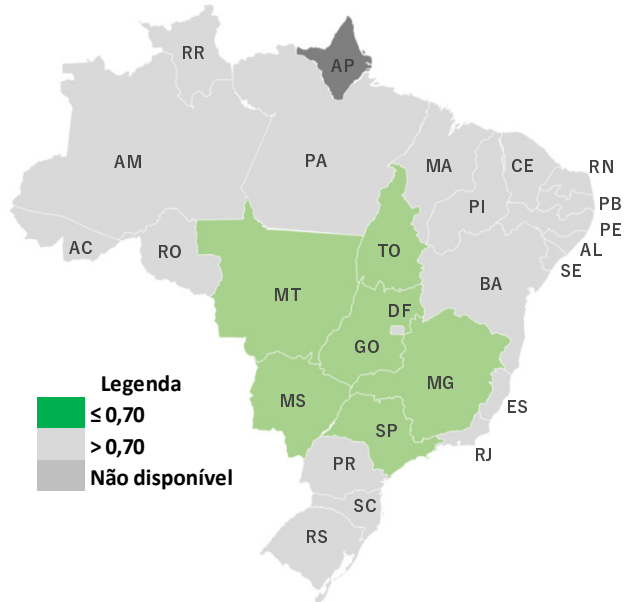 RR
AP
AM
PA
MA
CE
RN
PI
PB
PE
AL
SE
AC
RO
TO
BA
MT
DF
GO
MG
MS
ES
SP
RJ
PR
SC
RS
Legenda
≤ 0,70
> 0,70
Não disponível